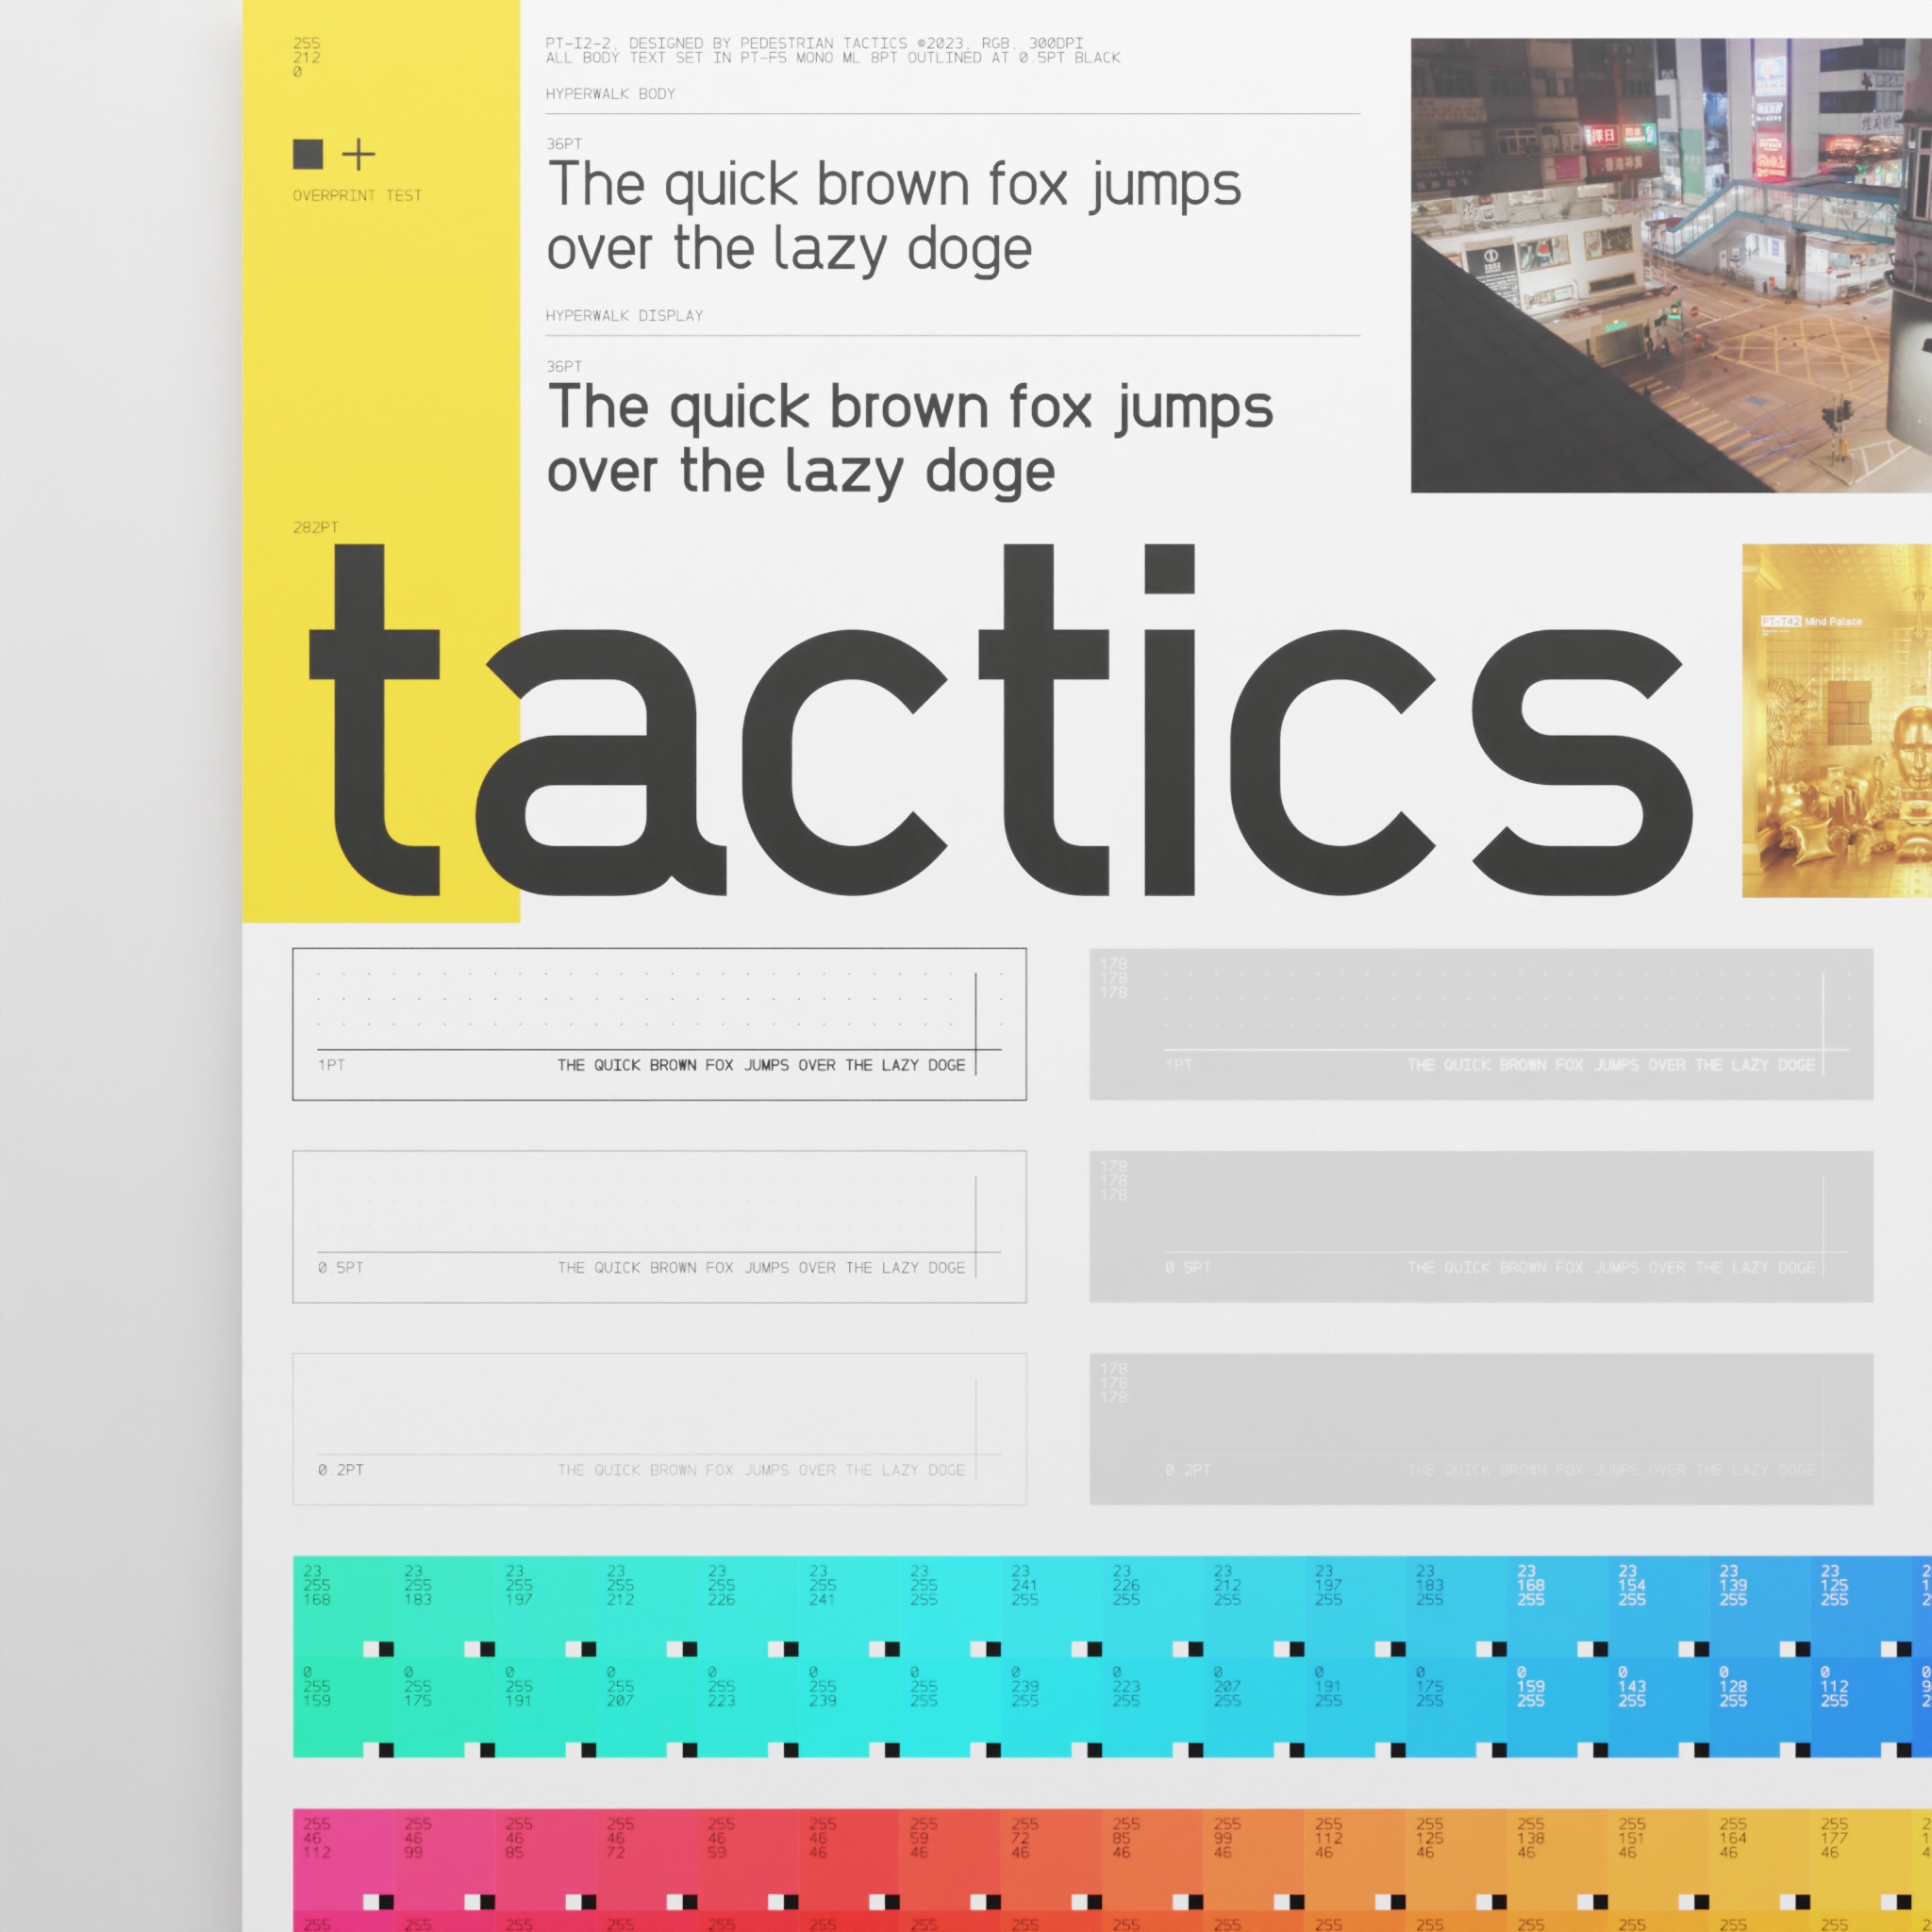 255
212
0
OVERPRINT TEST
PT-I2-2, DESIGNED BY PEDESTRIAN TACTICS ©2023, RGB, 300DPI
ALL BODY TEXT SET IN PT-F5 MONO ML 8PT OUTLINED AT 0.5PT BLACK
HYPERWALK BODY
36PT
The quick brown fox jumps
over the lazy doge
HYPERWALK DISPLAY
36PT
The quick brown fox jumps
over the lazy doge
282PT
tactics
PT-T42 Mind Palace
1PT THE QUICK BROWN FOX JUMPS OVER THE LAZY DOGE
178
178
178
1PT THE QUICK BROWN FOX JUMPS OVER THE LAZY DOGE
0.5PT THE QUICK BROWN FOX JUMPS OVER THE LAZY DOGE
178
178
178
0.5PT THE QUICK BROWN FOX JUMPS OVER THE LAZY DOGE
0.2PT THE QUICK BROWN FOX JUMPS OVER THE LAZY DOGE
178
178
178
0.2PT THE QUICK BROWN FOX JUMPS OVER THE LAZY DOGE
23 23 23 23 23 23 23 23 23 23 23 23 23 23 23 23
255 255 255 255 255 255 255 241 226 212 197 183 168 154 139 125
168 183 197 212 226 241 255 255 255 255 255 255 255 255 255 255
0 0 0 0 0 0 0 0 0 0 0 0 0 0 0 0 0
255 255 255 255 255 255 255 239 223 207 191 175 159 143 128 112
159 175 191 207 223 239 255 255 255 255 255 255 255 255 255 255
255 255 255 255 255 255 255 255 255 255 255 255 255 255 255 255
46 46 46 46 46 46 59 72 85 99 112 125 138 151 164 177
112 99 85 72 59 46 46 46 46 46 46 46 46 46 46 46
255 255 255 255 255 255 255 255 255 255 255 255 255 255 255 255